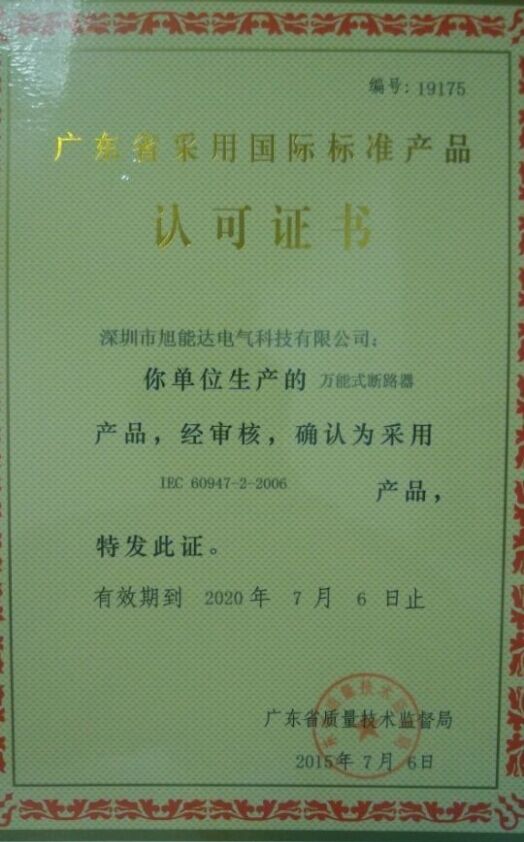 编号：19175
广东省采用国际标准产品
认可证书
深圳市旭能达电气科技有限公司：
你单位生产的 万能式断路器
产品，经审核，确认为采用
IEC 60947-2-2006 产品，
特发此证。
有效期到 2020 年 7 月 6 日止
广东省质量技术监督局
2015年 7 月 6日